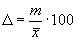 Δ = m/x̅ · 100